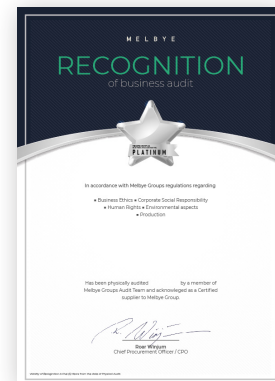 MELBYE
RECOGNITION
of business audit
PLATINUM
In accordance with Melbye Groups regulations regarding
● Business Ethics ● Corporate Social Responsibility
● Human Rights ● Environmental aspects
● Production
Has been physically audited by a member of
Melbye Groups Audit Team and acknowleged as a Certified
supplier to Melbye Group.
Roar Winjum
Chief Procurement Officer / CPO